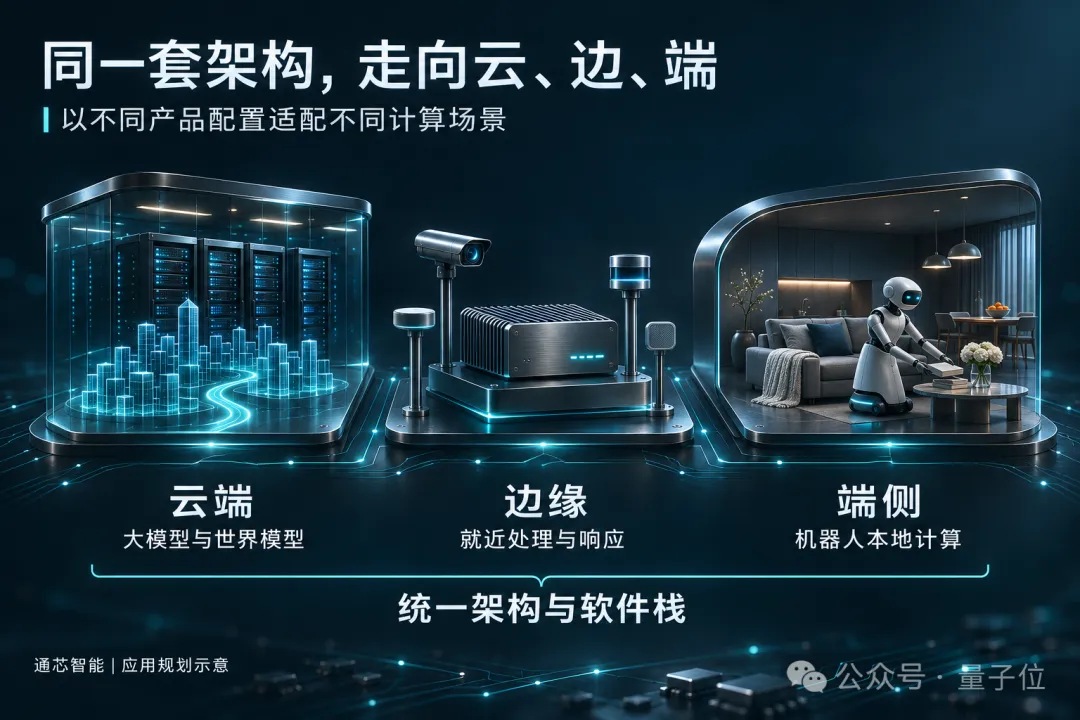 同一套架构，走向云、边、端
以不同产品配置适配不同计算场景
云端
大模型与世界模型
边缘
就近处理与响应
端侧
机器人本地计算
统一架构与软件栈
通芯智能 | 应用规划示意
公众号 · 量子位